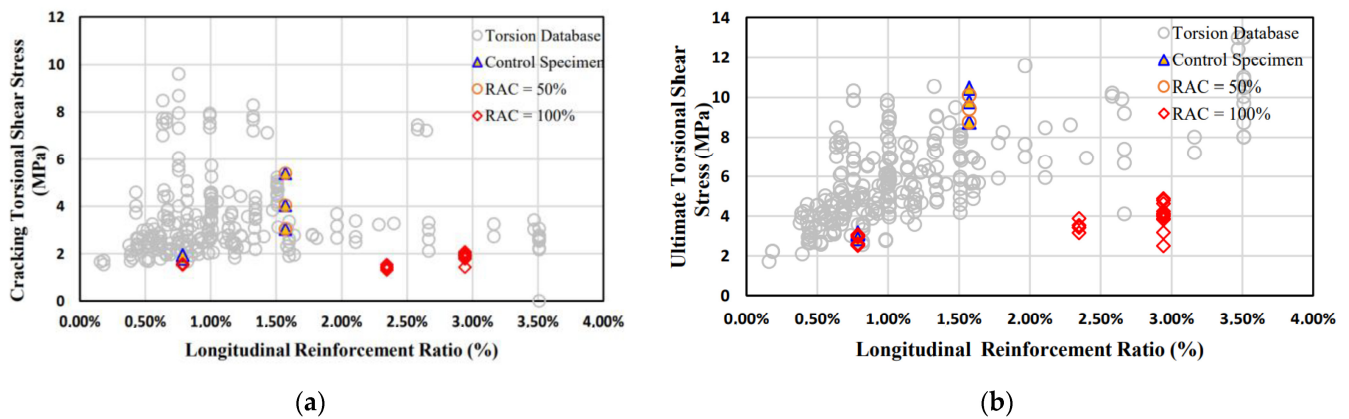 Cracking Torsional Shear Stress
(MPa)
12
10
8
6
4
2
0
0.00%
0.50%
1.00%
1.50%
2.00%
2.50%
3.00%
3.50%
4.00%
Longitudinal Reinforcement Ratio (%)
Torsion Database
Control Specimen
RAC = 50%
RAC = 100%
(a)
Ultimate Torsional Shear
Stress (MPa)
14
12
10
8
6
4
2
0
0.00%
0.50%
1.00%
1.50%
2.00%
2.50%
3.00%
3.50%
4.00%
Longitudinal Reinforcement Ratio (%)
Torsion Database
Control Specimen
RAC = 50%
RAC = 100%
(b)